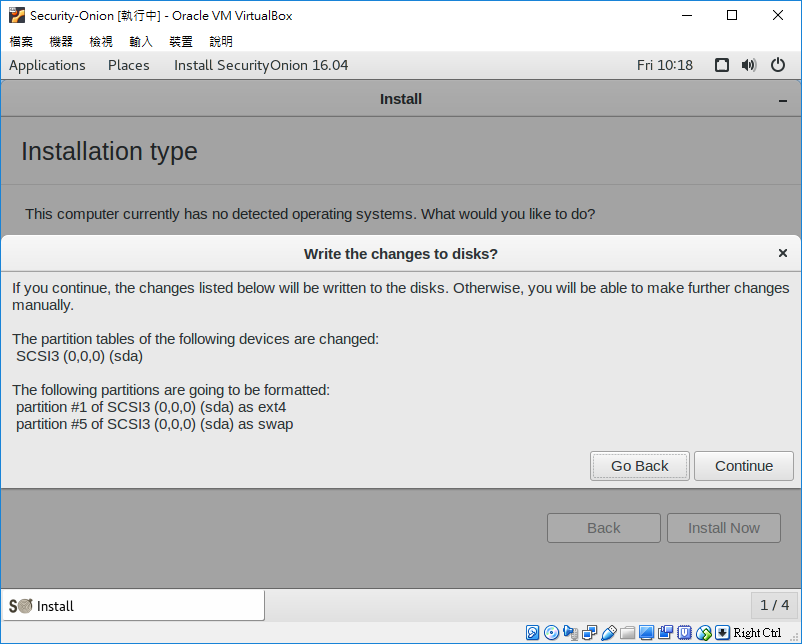 Security-Onion [執行中] - Oracle VM VirtualBox
檔案 機器 檢視 輸入 裝置 說明
Applications Places Install SecurityOnion 16.04 Fri 10:18
Install
Installation type
This computer currently has no detected operating systems. What would you like to do?
Write the changes to disks?
If you continue, the changes listed below will be written to the disks. Otherwise, you will be able to make further changes
manually.
The partition tables of the following devices are changed:
SCSI3 (0,0,0) (sda)
The following partitions are going to be formatted:
partition #1 of SCSI3 (0,0,0) (sda) as ext4
partition #5 of SCSI3 (0,0,0) (sda) as swap
Go Back Continue
Back Install Now
SO Install 1 / 4
Right Ctrl